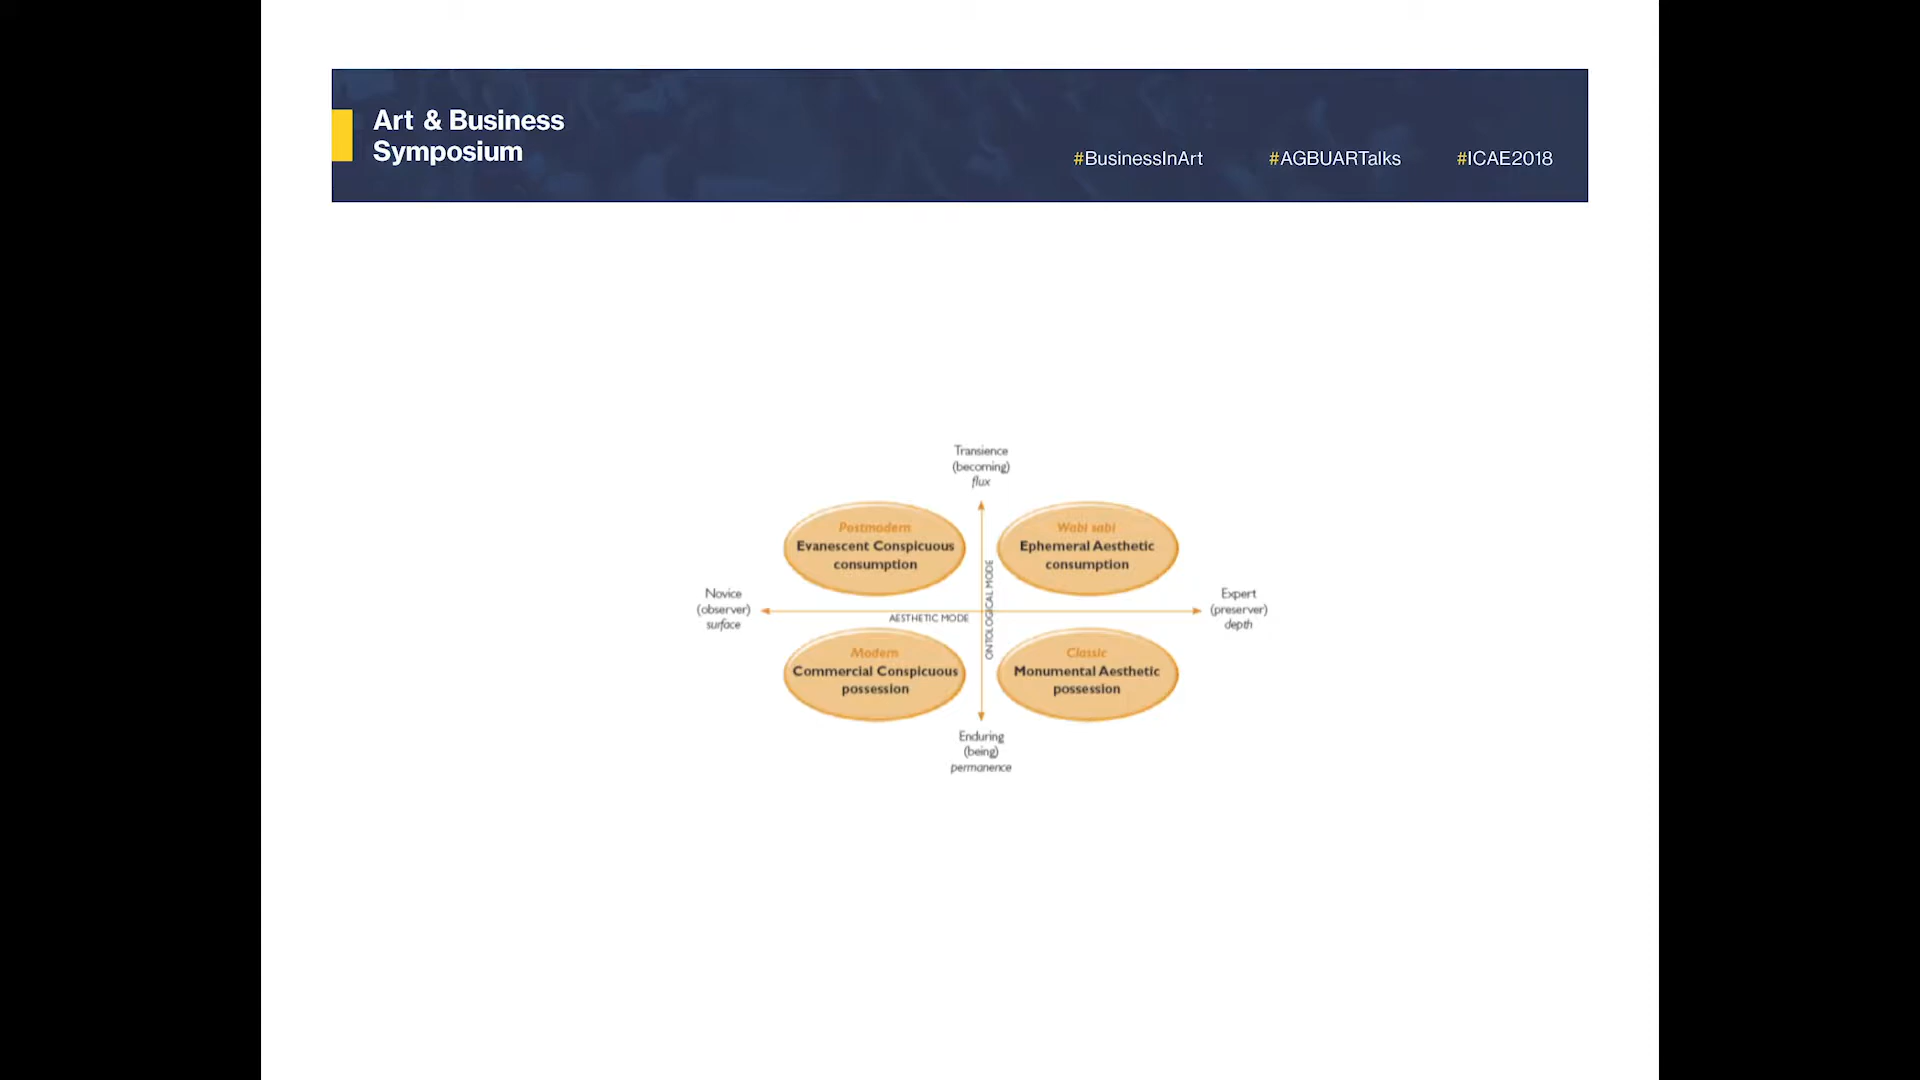 Art & Business
Symposium
#BusinessInArt
#AGBUARTalks
#ICAE2018
Transience
(becoming)
flux
Postmodern
Evanescent Conspicuous
consumption
Wabi sabi
Ephemeral Aesthetic
consumption
Novice
(observer)
surface
AESTHETIC MODE
ONTOLOGICAL MODE
Expert
(preserver)
depth
Modern
Commercial Conspicuous
possession
Classic
Monumental Aesthetic
possession
Enduring
(being)
permanence